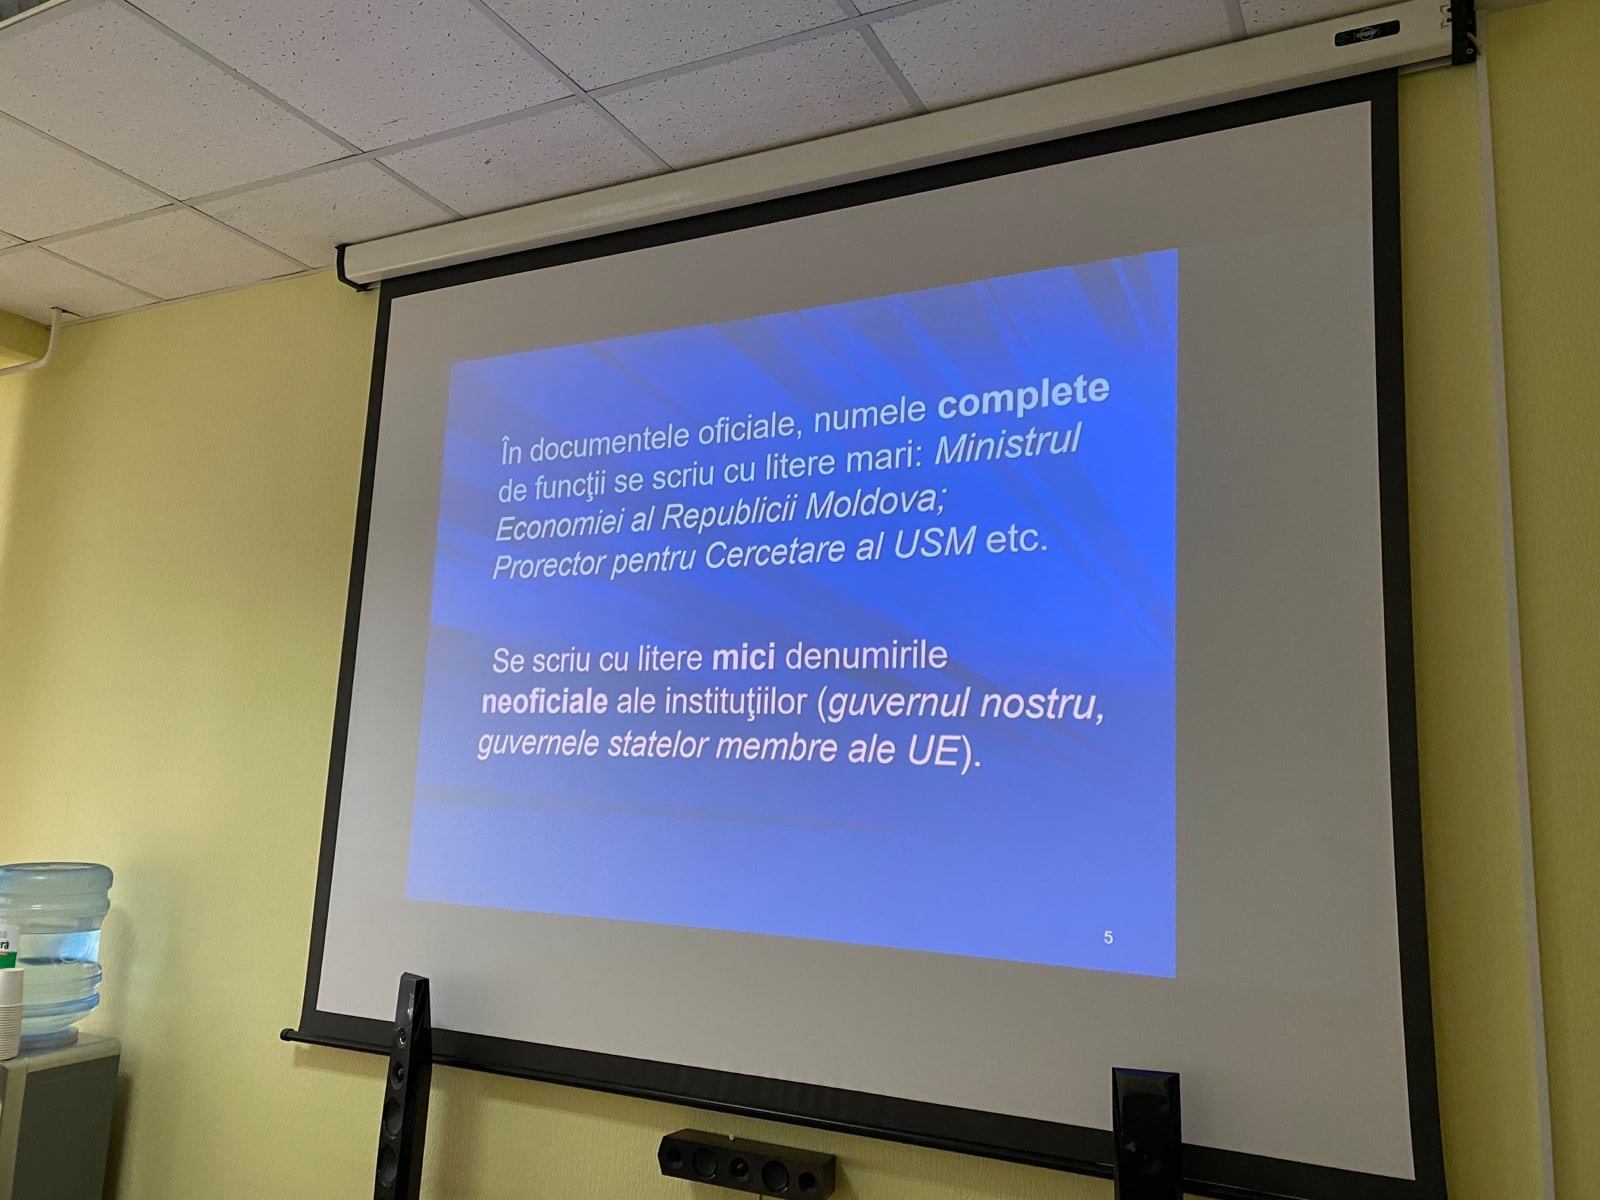 În documentele oficiale, numele complete
de funcţii se scriu cu litere mari: Ministrul
Economiei al Republicii Moldova;
Prorector pentru Cercetare al USM etc.
Se scriu cu litere mici denumirile
neoficiale ale instituţiilor (guvernul nostru,
guvernele statelor membre ale UE).
5